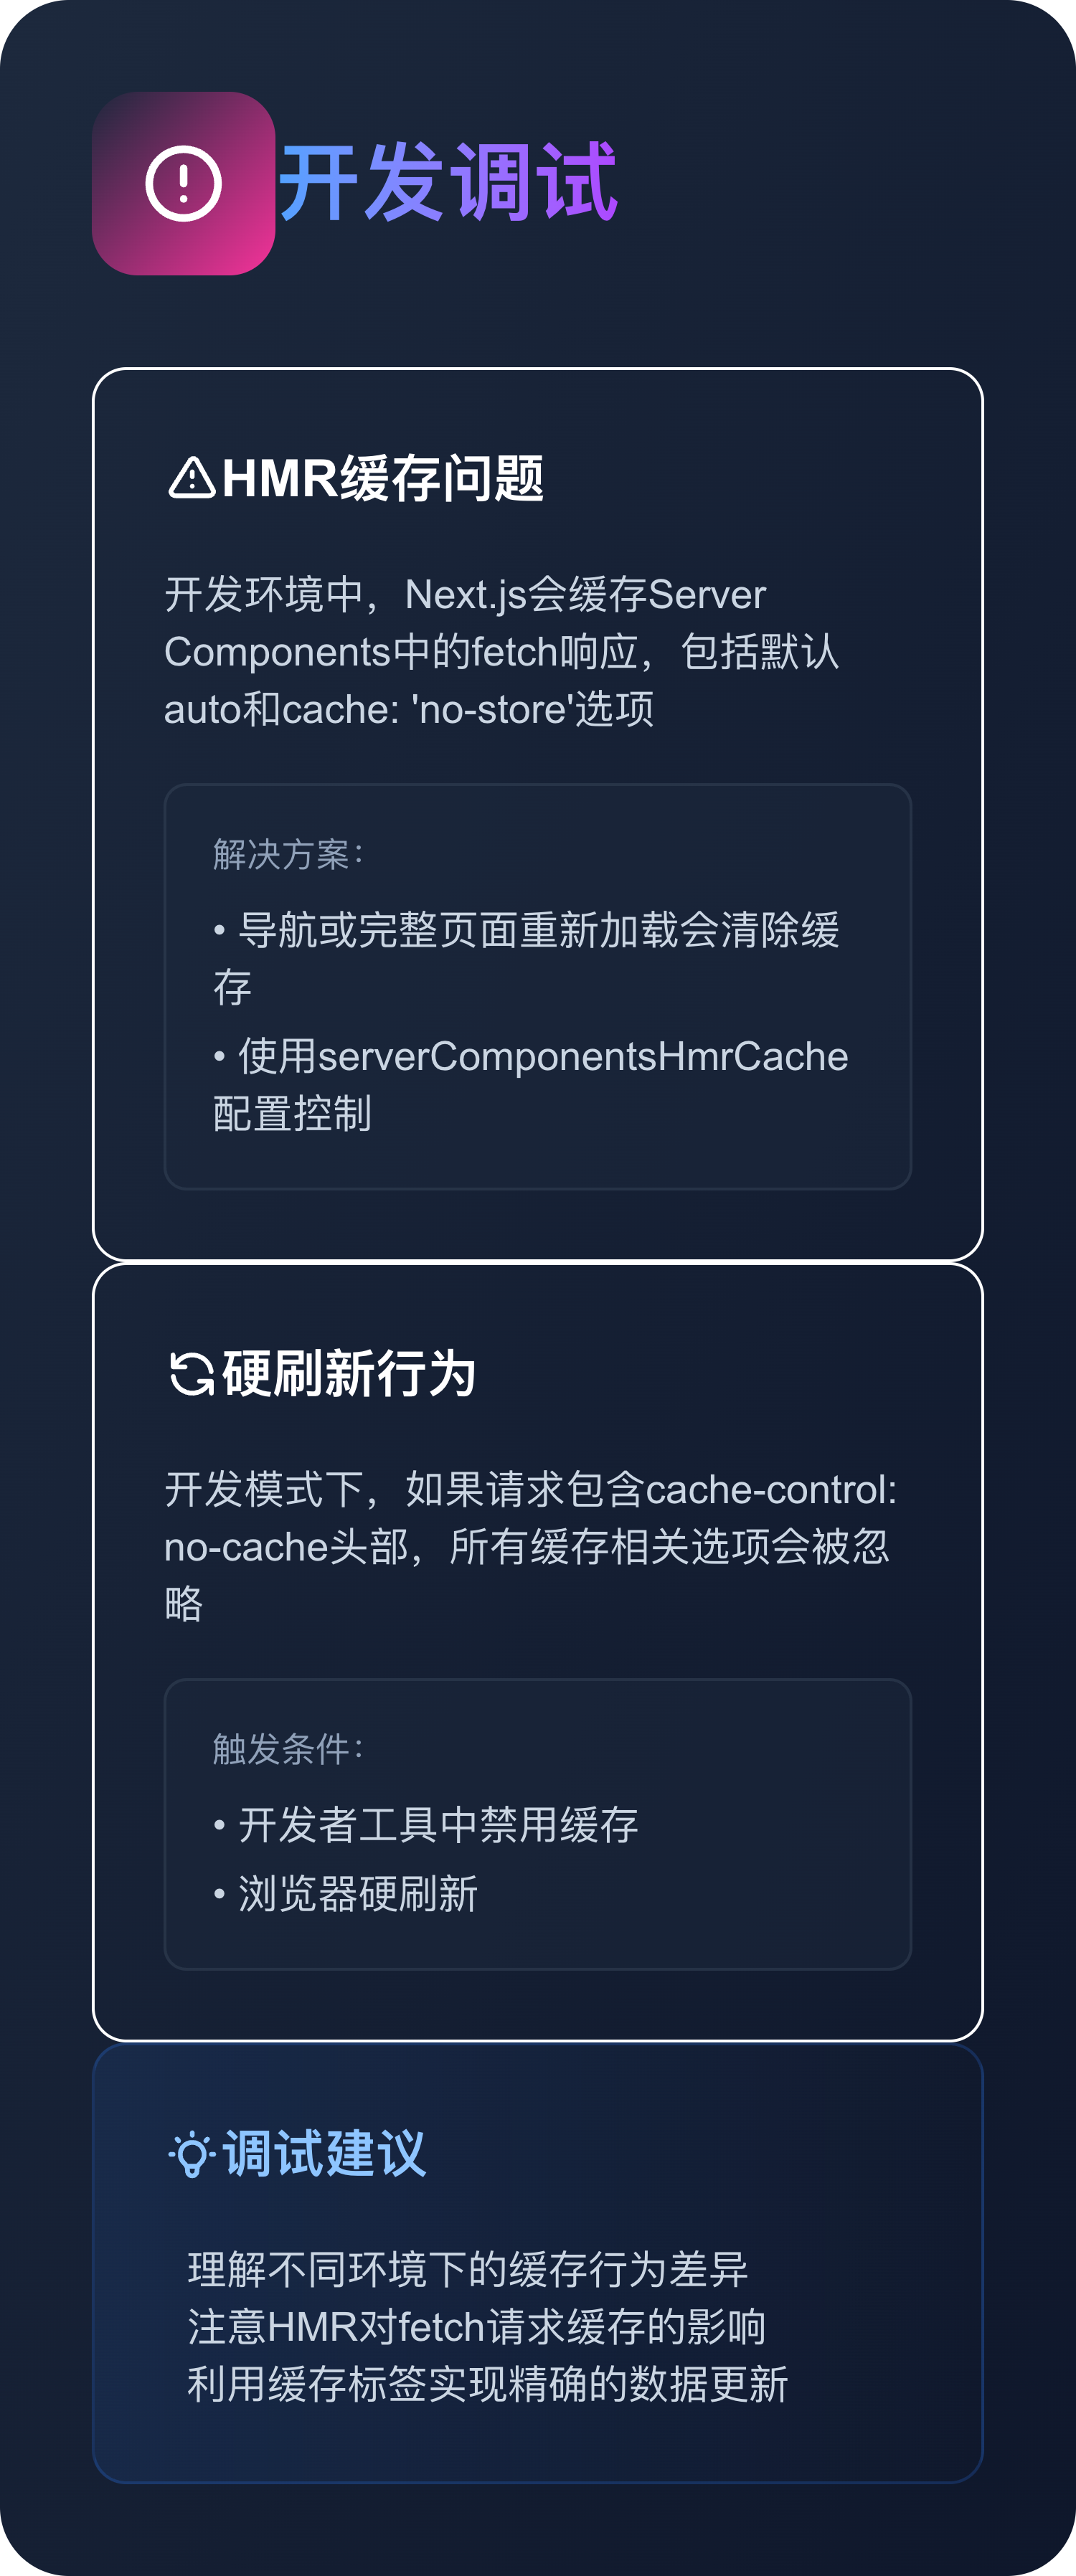 开发调试
HMR缓存问题
开发环境中，Next.js会缓存Server
Components中的fetch响应，包括默认
auto和cache: 'no-store'选项
解决方案：
• 导航或完整页面重新加载会清除缓
存
• 使用serverComponentsHmrCache
配置控制
硬刷新行为
开发模式下，如果请求包含cache-control:
no-cache头部，所有缓存相关选项会被忽
略
触发条件：
• 开发者工具中禁用缓存
• 浏览器硬刷新
调试建议
理解不同环境下的缓存行为差异
注意HMR对fetch请求缓存的影响
利用缓存标签实现精确的数据更新